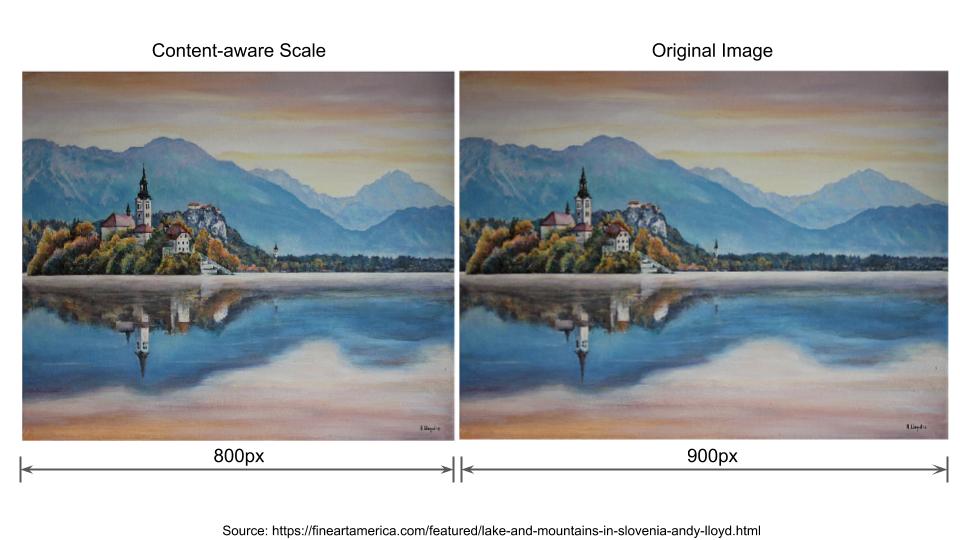 Content-aware Scale
Original Image
800px
900px
Source: https://fineartamerica.com/featured/lake-and-mountains-in-slovenia-andy-lloyd.html